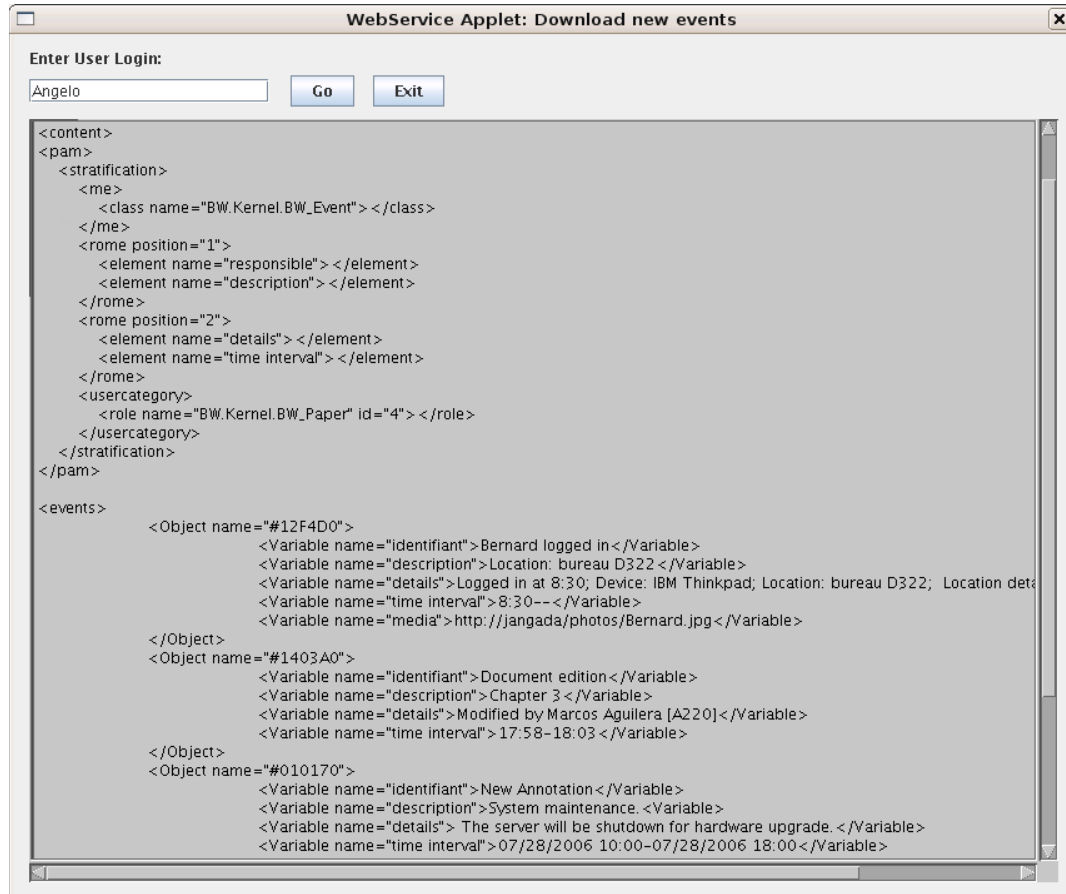 WebService Applet: Download new events
Enter User Login:
Angelo Go Exit
<content>
<pam>
<stratification>
<me>
<class name="BW.Kernel.BW_Event"></class>
</me>
<rome position="1">
<element name="responsible"></element>
<element name="description"></element>
</rome>
<rome position="2">
<element name="details"></element>
<element name="time interval"></element>
</rome>
<usercategory>
<role name="BW.Kernel.BW_Paper" id="4"></role>
</usercategory>
</stratification>
</pam>
<events>
<Object name="#12F4D0">
<Variable name="identifiant">Bernard logged in</Variable>
<Variable name="description">Location: bureau D322</Variable>
<Variable name="details">Logged in at 8:30; Device: IBM Thinkpad; Location: bureau D322; Location deta
<Variable name="time interval">8:30--</Variable>
<Variable name="media">http://jangada/photos/Bernard.jpg</Variable>
</Object>
<Object name="#1403A0">
<Variable name="identifiant">Document edition</Variable>
<Variable name="description">Chapter 3</Variable>
<Variable name="details">Modified by Marcos Aguilera [A220]</Variable>
<Variable name="time interval">17:58-18:03</Variable>
</Object>
<Object name="#010170">
<Variable name="identifiant">New Annotation</Variable>
<Variable name="description">System maintenance.<Variable>
<Variable name="details"> The server will be shutdown for hardware upgrade.</Variable>
<Variable name="time interval">07/28/2006 10:00-07/28/2006 18:00</Variable>